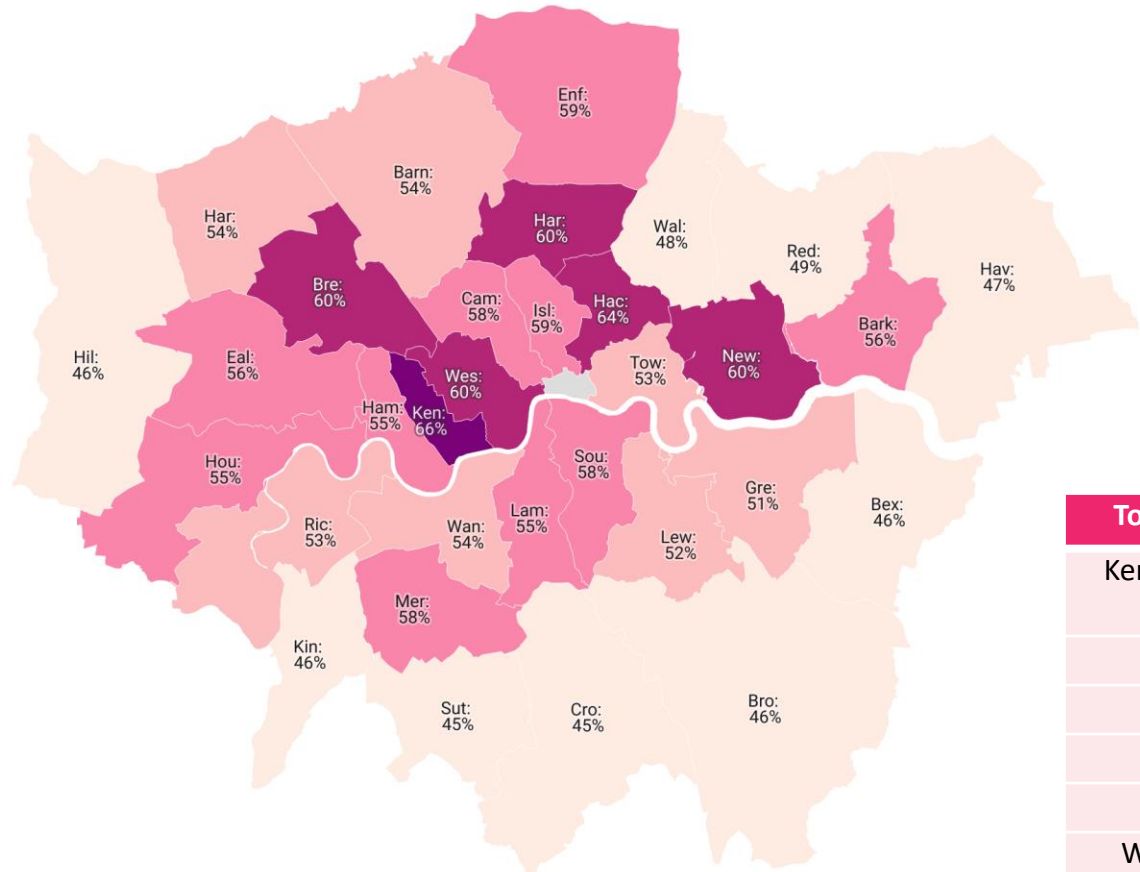 Enf:
59%
Barn:
54%
Har:
54%
Har:
60%
Wal:
48%
Red:
49%
Hav:
47%
Bre:
60%
Cam:
58%
Isl:
59%
Hac:
64%
Bark:
56%
Hil:
46%
Eal:
56%
Wes:
60%
Tow:
53%
New:
60%
Ham:
55%
Ken:
66%
Hou:
55%
Sou:
58%
Gre:
51%
Bex:
46%
Ric:
53%
Wan:
54%
Lam:
55%
Lew:
52%
Mer:
58%
Kin:
46%
Sut:
45%
Cro:
45%
Bro:
46%
To
Ken
W